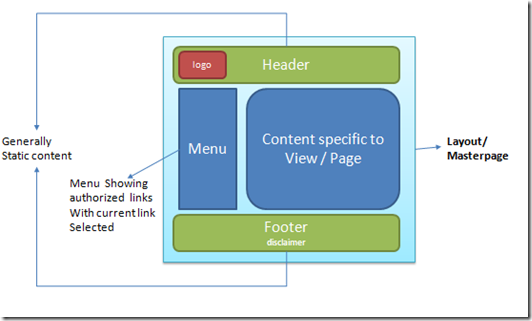 logo
Header
Menu
Content specific to
View / Page
Footer
disclaimer
Generally
Static content
Menu Showing
authorized links
With current link
Selected
Layout/
Masterpage